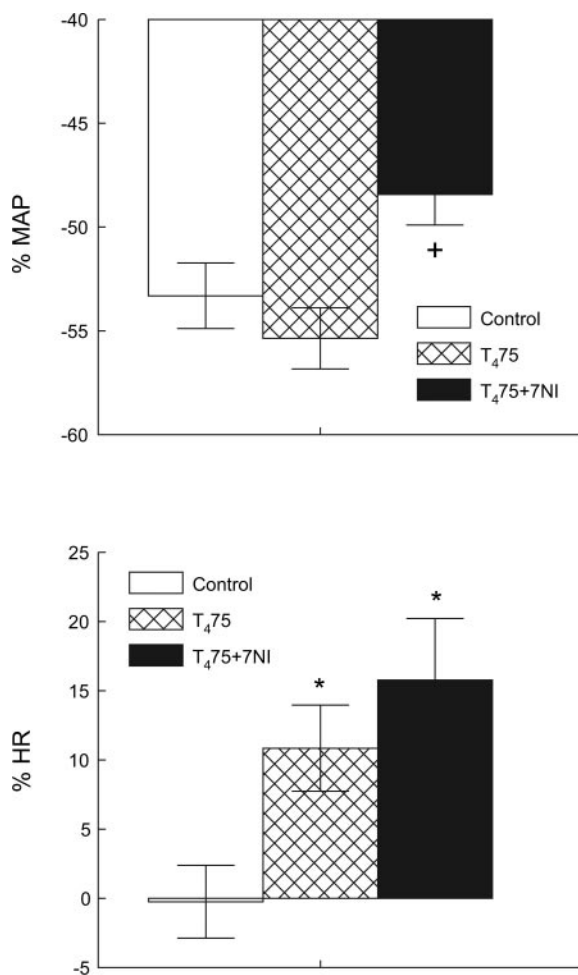 -40
-45
-50
-55
-60
% MAP
+
Control
T₄75
T₄75+7NI
25
20
15
10
5
0
-5
% HR
Control
T₄75
T₄75+7NI
*
*